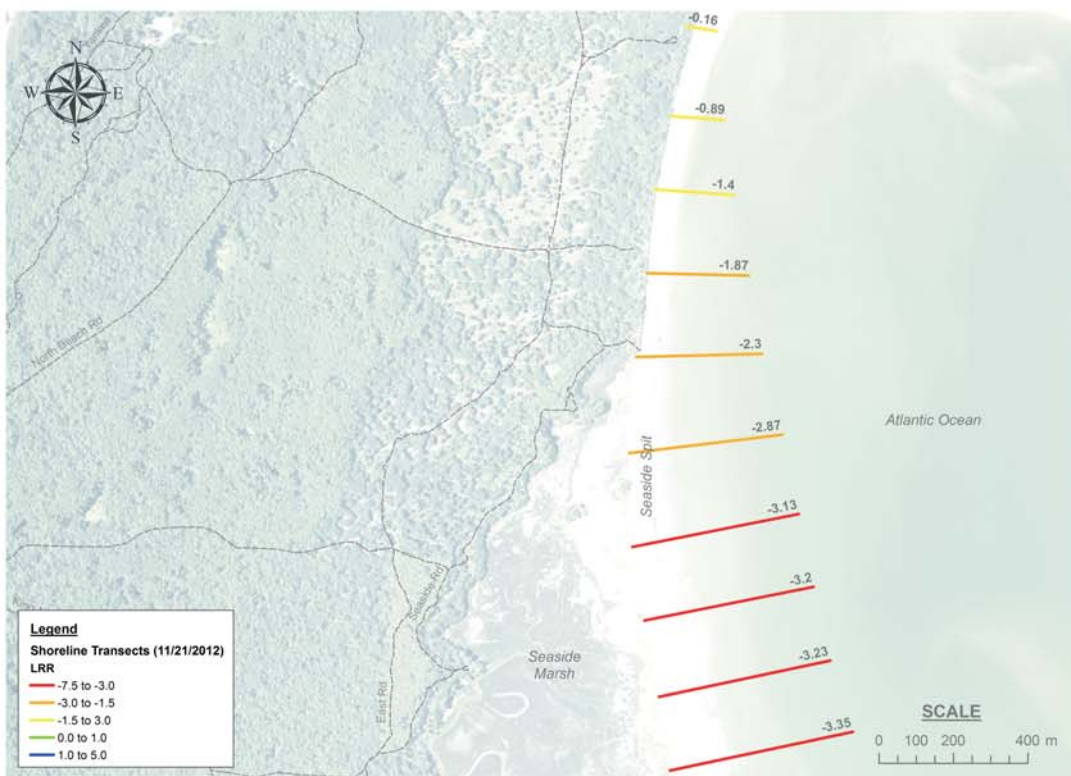 -0.16
N
W E
S
-0.89
-1.4
-1.87
North Beach Rd
-2.3
-2.87
Atlantic Ocean
Seaside Spit
-3.13
Seaside Rd
-3.2
Seaside
Marsh
East Rd
-3.23
-3.35
Legend
Shoreline Transects (11/21/2012)
LRR
-7.5 to -3.0
-3.0 to -1.5
-1.5 to 3.0
0.0 to 1.0
1.0 to 5.0
SCALE
0 100 200 400 m